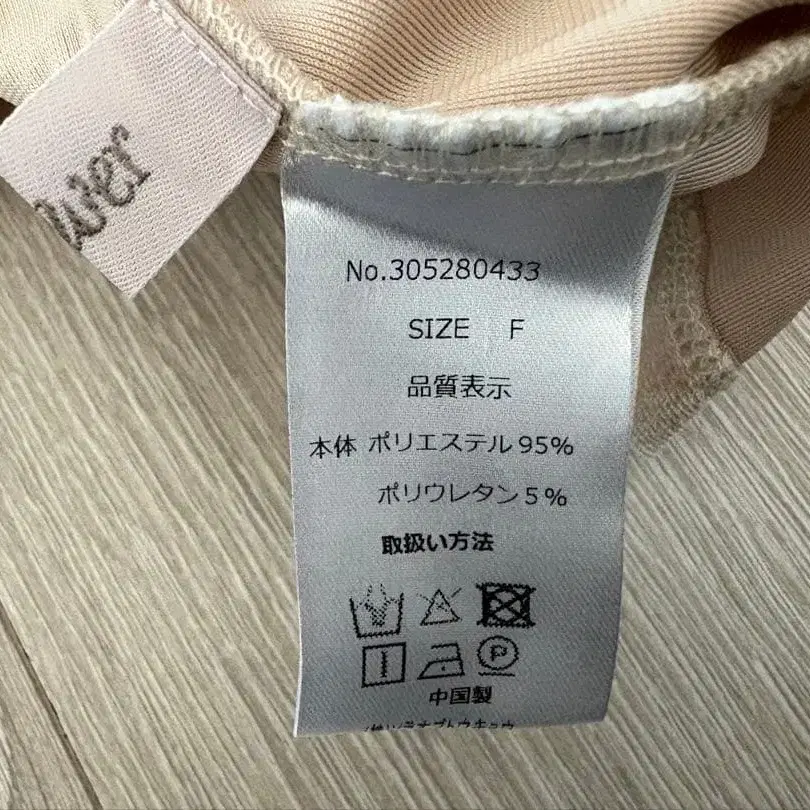 No.305280433
SIZE F
品質表示
本体 ポリエステル95%
ポリウレタン5%
取扱い方法
P
中国製